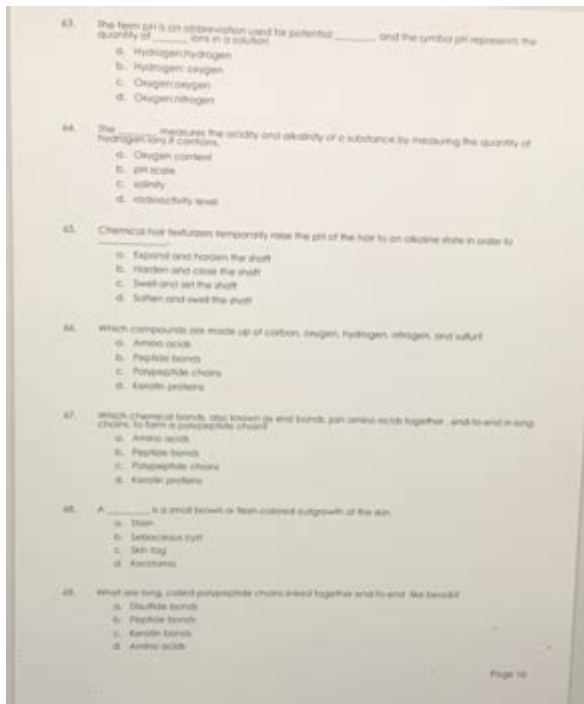 63. The term pH is an abbreviation used for potential ______ and the symbol pH represents the
quantity of ______ ions in a solution
a. Hydrogen;hydrogen
b. Hydrogen; oxygen
c. Oxygen;oxygen
d. Oxygen;nitrogen
64. The ______ measures the acidity and alkalinity of a substance by measuring the quantity of
hydrogen ions it contains.
a. Oxygen content
b. pH scale
c. salinity
d. radioactivity level
65. Chemical hair texturizers temporarily raise the pH of the hair to an alkaline state in order to
______
a. Expand and harden the shaft
b. Harden and close the shaft
c. Swell and set the shaft
d. Soften and swell the shaft
66. Which compounds are made up of carbon, oxygen, hydrogen, nitrogen, and sulfur?
a. Amino acids
b. Peptide bonds
c. Polypeptide chains
d. Keratin proteins
67. Which chemical bonds, also known as end bonds, join amino acids together, end-to-end in long
chains, to form a polypeptide chain?
a. Amino acids
b. Peptide bonds
c. Polypeptide chains
d. Keratin proteins
68. A ______ is a small brown or flesh-colored outgrowth of the skin.
a. Stain
b. Sebaceous cyst
c. Skin tag
d. Keratoma
69. What are long, coiled polypeptide chains linked together end-to-end like beads?
a. Disulfide bonds
b. Peptide bonds
c. Keratin bonds
d. Amino acids
Page 10